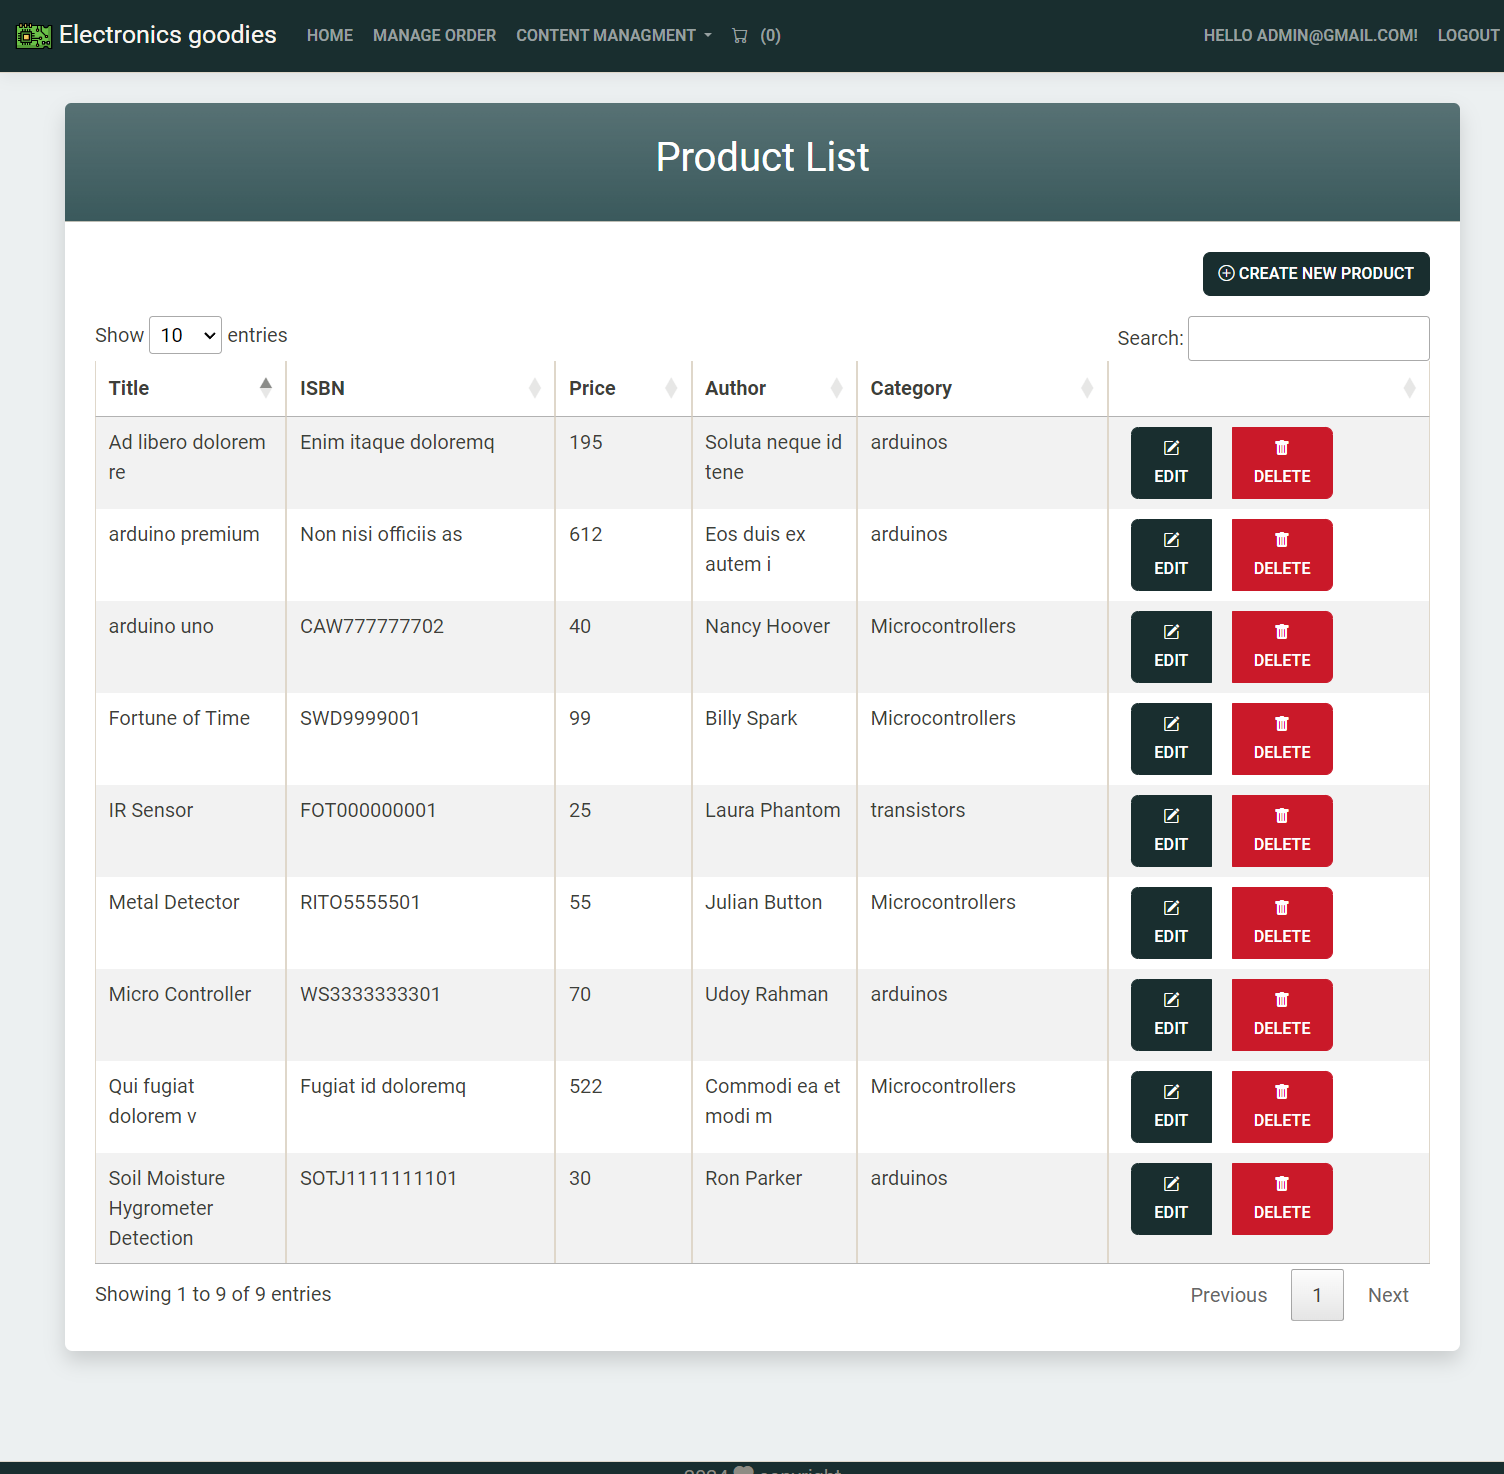 Electronics goodies HOME MANAGE ORDER CONTENT MANAGMENT (0) HELLO ADMIN@GMAIL.COM! LOGOUT
Product List
CREATE NEW PRODUCT
Show 10 entries Search:
Title ISBN Price Author Category
Ad libero dolorem Enim itaque doloremq 195 Soluta neque id arduinos
re tene
EDIT DELETE
arduino premium Non nisi officiis as 612 Eos duis ex arduinos
autem i
EDIT DELETE
arduino uno CAW777777702 40 Nancy Hoover Microcontrollers
EDIT DELETE
Fortune of Time SWD9999001 99 Billy Spark Microcontrollers
EDIT DELETE
IR Sensor FOT000000001 25 Laura Phantom transistors
EDIT DELETE
Metal Detector RITO5555501 55 Julian Button Microcontrollers
EDIT DELETE
Micro Controller WS3333333301 70 Udoy Rahman arduinos
EDIT DELETE
Qui fugiat Fugiat id doloremq 522 Commodi ea et Microcontrollers
dolorem v modi m
EDIT DELETE
Soil Moisture SOTJ1111111101 30 Ron Parker arduinos
Hygrometer
EDIT DELETE
Detection
Showing 1 to 9 of 9 entries Previous 1 Next
2024 copyright